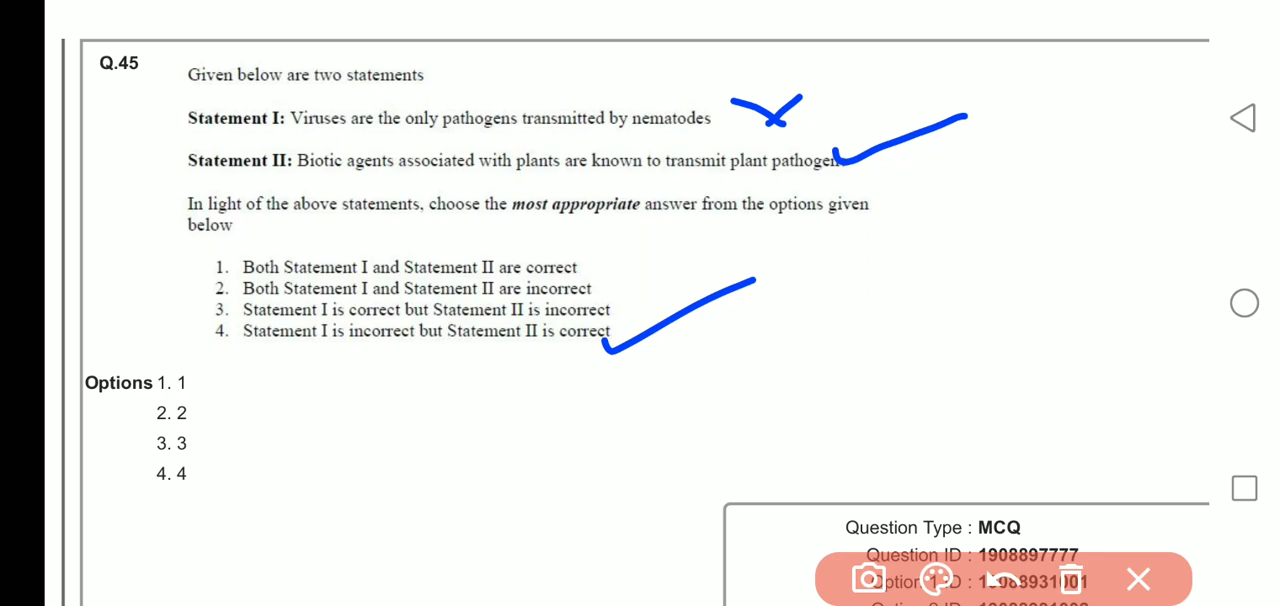 Q.45
Given below are two statements
Statement I: Viruses are the only pathogens transmitted by nematodes
Statement II: Biotic agents associated with plants are known to transmit plant
In light of the above statements, choose the most appropriate answer from the options given
below
1. Both Statement I and Statement II are correct
2. Both Statement I and Statement II are incorrect
3. Statement I is correct but Statement II is incorrect
4. Statement I is incorrect but Statement II is correct
Options 1. 1
2. 2
3. 3
4. 4
Question Type : MCQ
Question ID : 1908897777
Option 1 ID : 19088931001